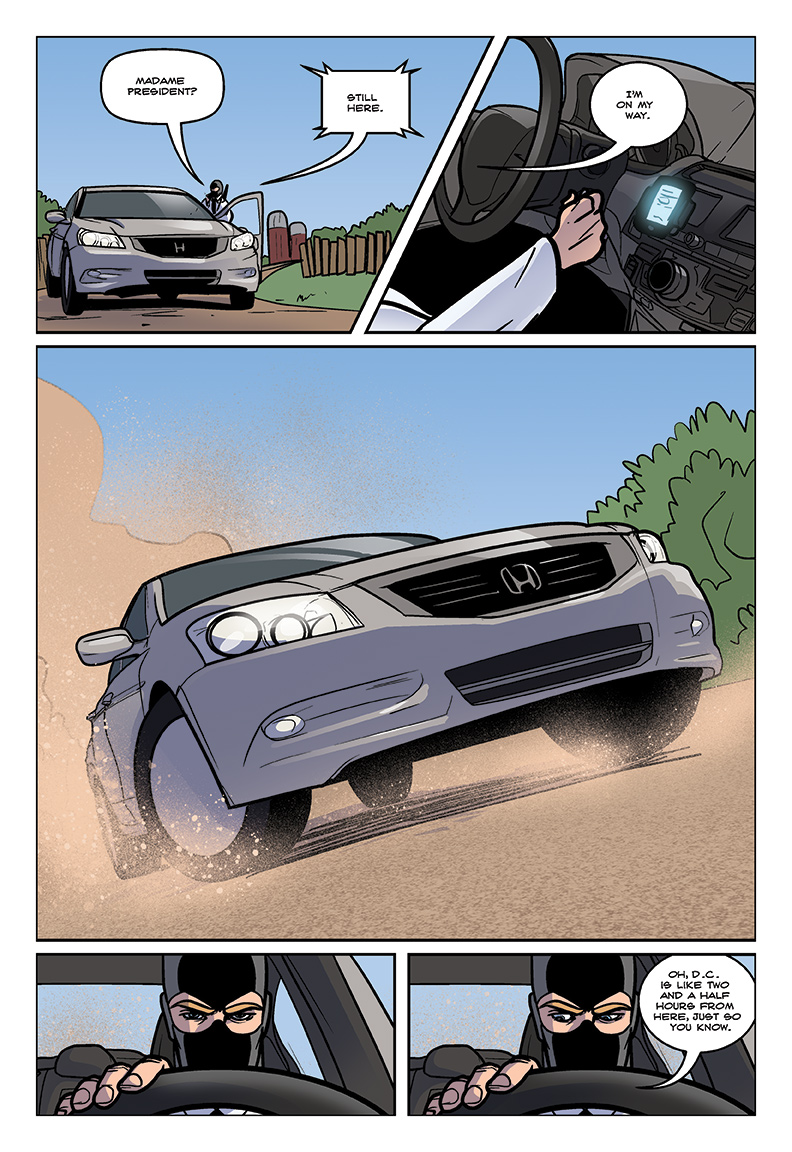 MADAME
PRESIDENT?
STILL
HERE.
I'M
ON MY
WAY.
OH, D.C.
IS LIKE TWO
AND A HALF
HOURS FROM
HERE, JUST SO
YOU KNOW.